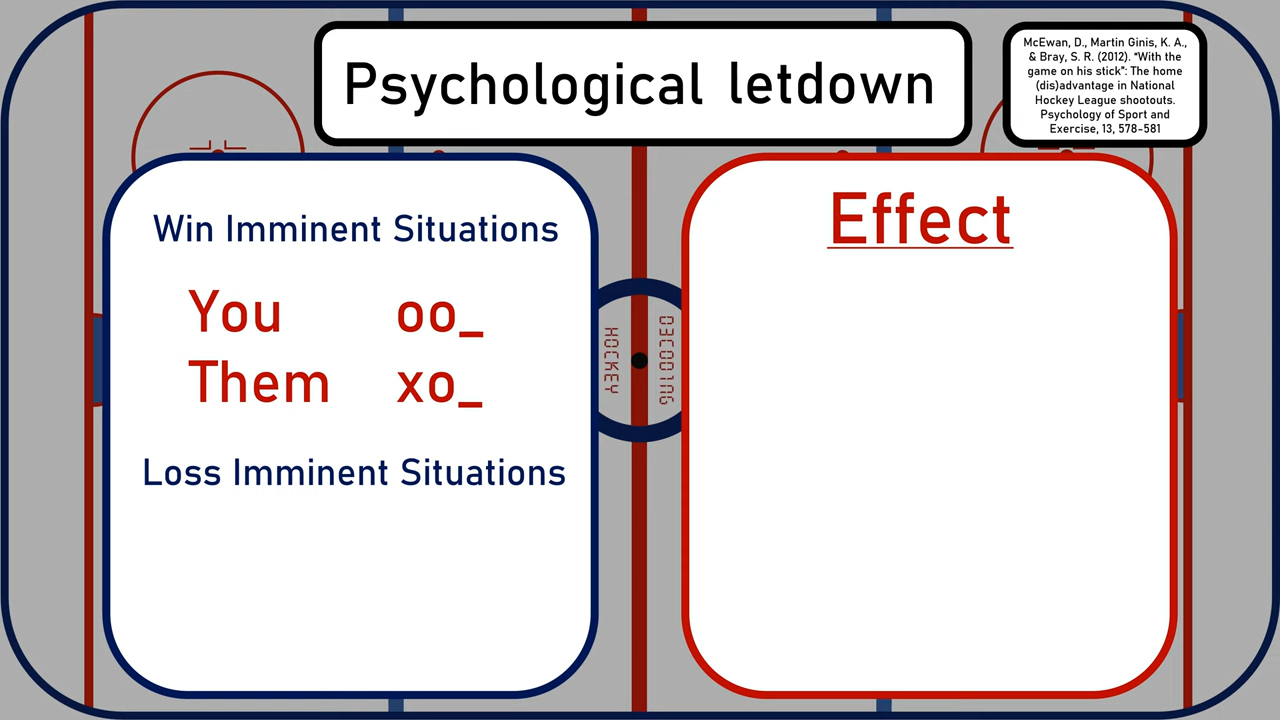 Psychological letdown
McEwan, D., Martin Ginis, K. A.,
& Bray, S. R. (2012). "With the
game on his stick": The home
(dis)advantage in National
Hockey League shootouts.
Psychology of Sport and
Exercise, 13, 578-581
Win Imminent Situations
You oo_
Them xo_
Loss Imminent Situations
Effect
HOCKEY
DECODING